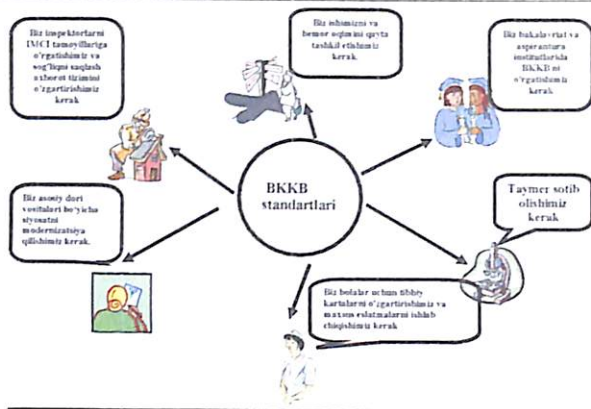 Biz inspektorlarni
IMCI tamoyillariga
o'rgatishimiz va
sog'liqni saqlash
axborot tizimini
o'zgartirishimiz
kerak
Biz ishimizni va
bemor oqimini qayta
tashkil etishimiz
kerak.
Biz bakalavriat va
aspirantura
institutlarida
BKKB ni
o'rgatishimiz
kerak
BKKB
standartlari
Biz asosiy dori
vositalari bo'yicha
siyosatni
modernizatsiya
qilishimiz kerak.
Taymer sotib
olishimiz
kerak
Biz bolalar uchun tibbiy
kartalarni o'zgartirishimiz va
maxsus eslatmalarni ishlab
chiqishimiz kerak